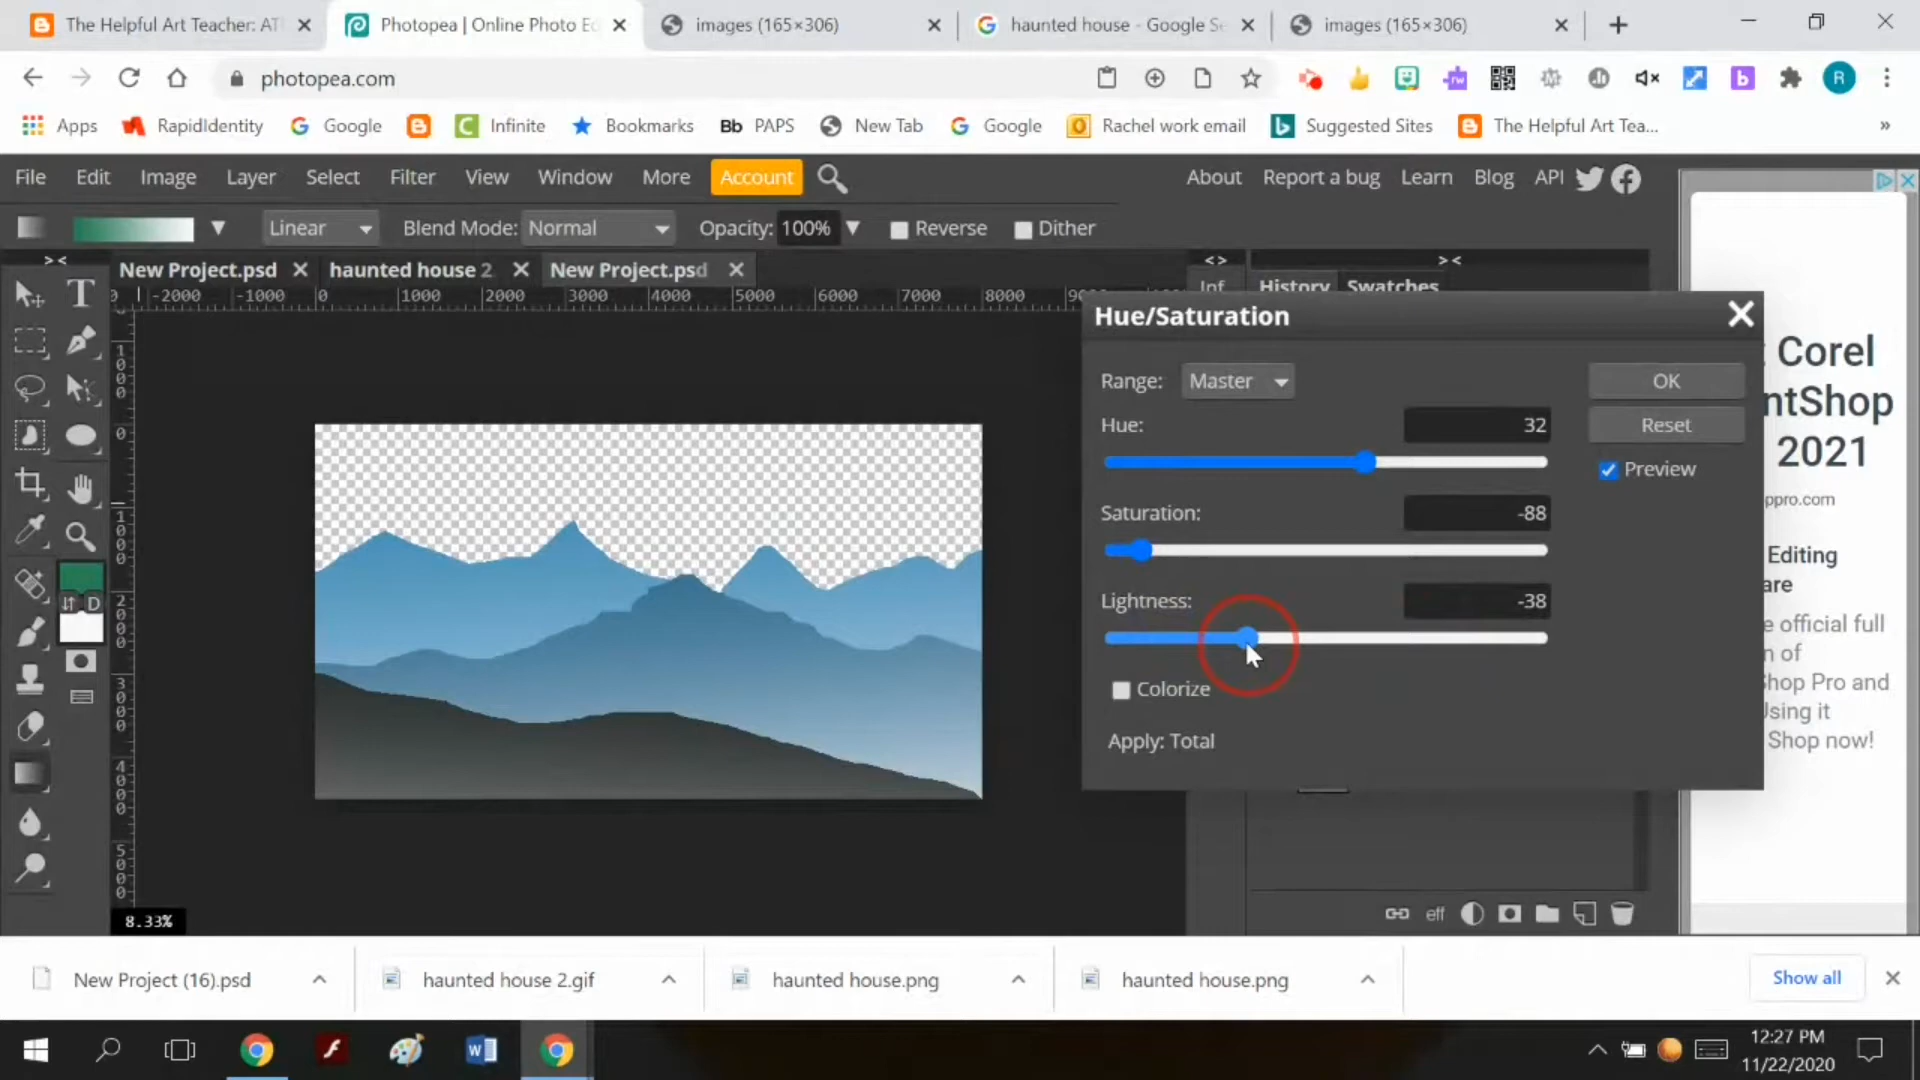 The Helpful Art Teacher: AT
Photopea | Online Photo Ed
images (165×306)
haunted house - Google Se
images (165×306)
photopea.com
R
Apps
RapidIdentity
Google
Infinite
Bookmarks
Bb PAPS
New Tab
Google
Rachel work email
Suggested Sites
The Helpful Art Tea...
»
File Edit Image Layer Select Filter View Window More Account
About Report a bug Learn Blog API
Linear Blend Mode: Normal Opacity: 100% Reverse Dither
New Project.psd
haunted house 2
New Project.psd
0 -2000 -1000 0 1000 2000 3000 4000 5000 6000 7000 8000
Inf
History Swatches
Hue/Saturation
Range: Master
OK
Hue: 32
Reset
Preview
Saturation: -88
Lightness: -38
Colorize
Apply: Total
Corel
ntShop
2021
ppro.com
Editing
are
e official full
n of
Shop Pro and
Using it
Shop now!
eff
D
8.33%
New Project (16).psd
haunted house 2.gif
haunted house.png
haunted house.png
Show all
12:27 PM
11/22/2020